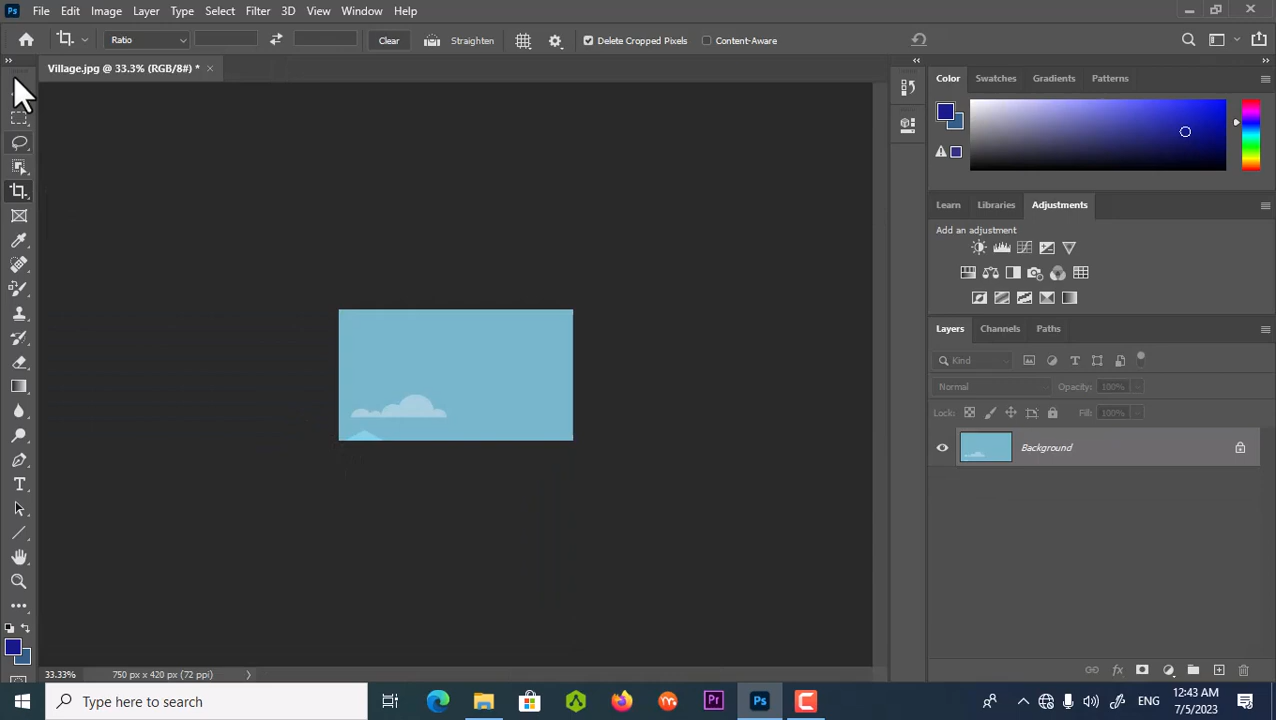 Ps File Edit Image Layer Type Select Filter 3D View Window Help
Ratio Clear Straighten Delete Cropped Pixels Content-Aware
Village.jpg @ 33.3% (RGB/8#) *
Color Swatches Gradients Patterns
Learn Libraries Adjustments
Add an adjustment
Layers Channels Paths
Kind
Normal Opacity: 100%
Lock: Fill: 100%
Background
33.33% 750 px x 420 px (72 ppi)
Type here to search
Pr Ps ENG
12:43 AM
7/5/2023